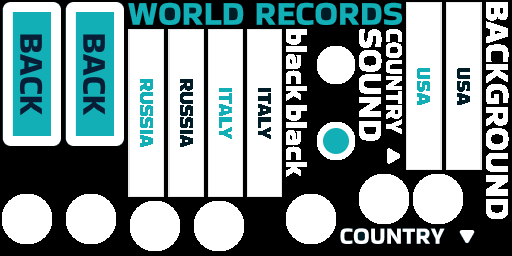 WORLD RECORDS
BACK
BACK
RUSSIA
RUSSIA
ITALY
ITALY
black
black
SOUND
COUNTRY
USA
USA
BACKGROUND
COUNTRY